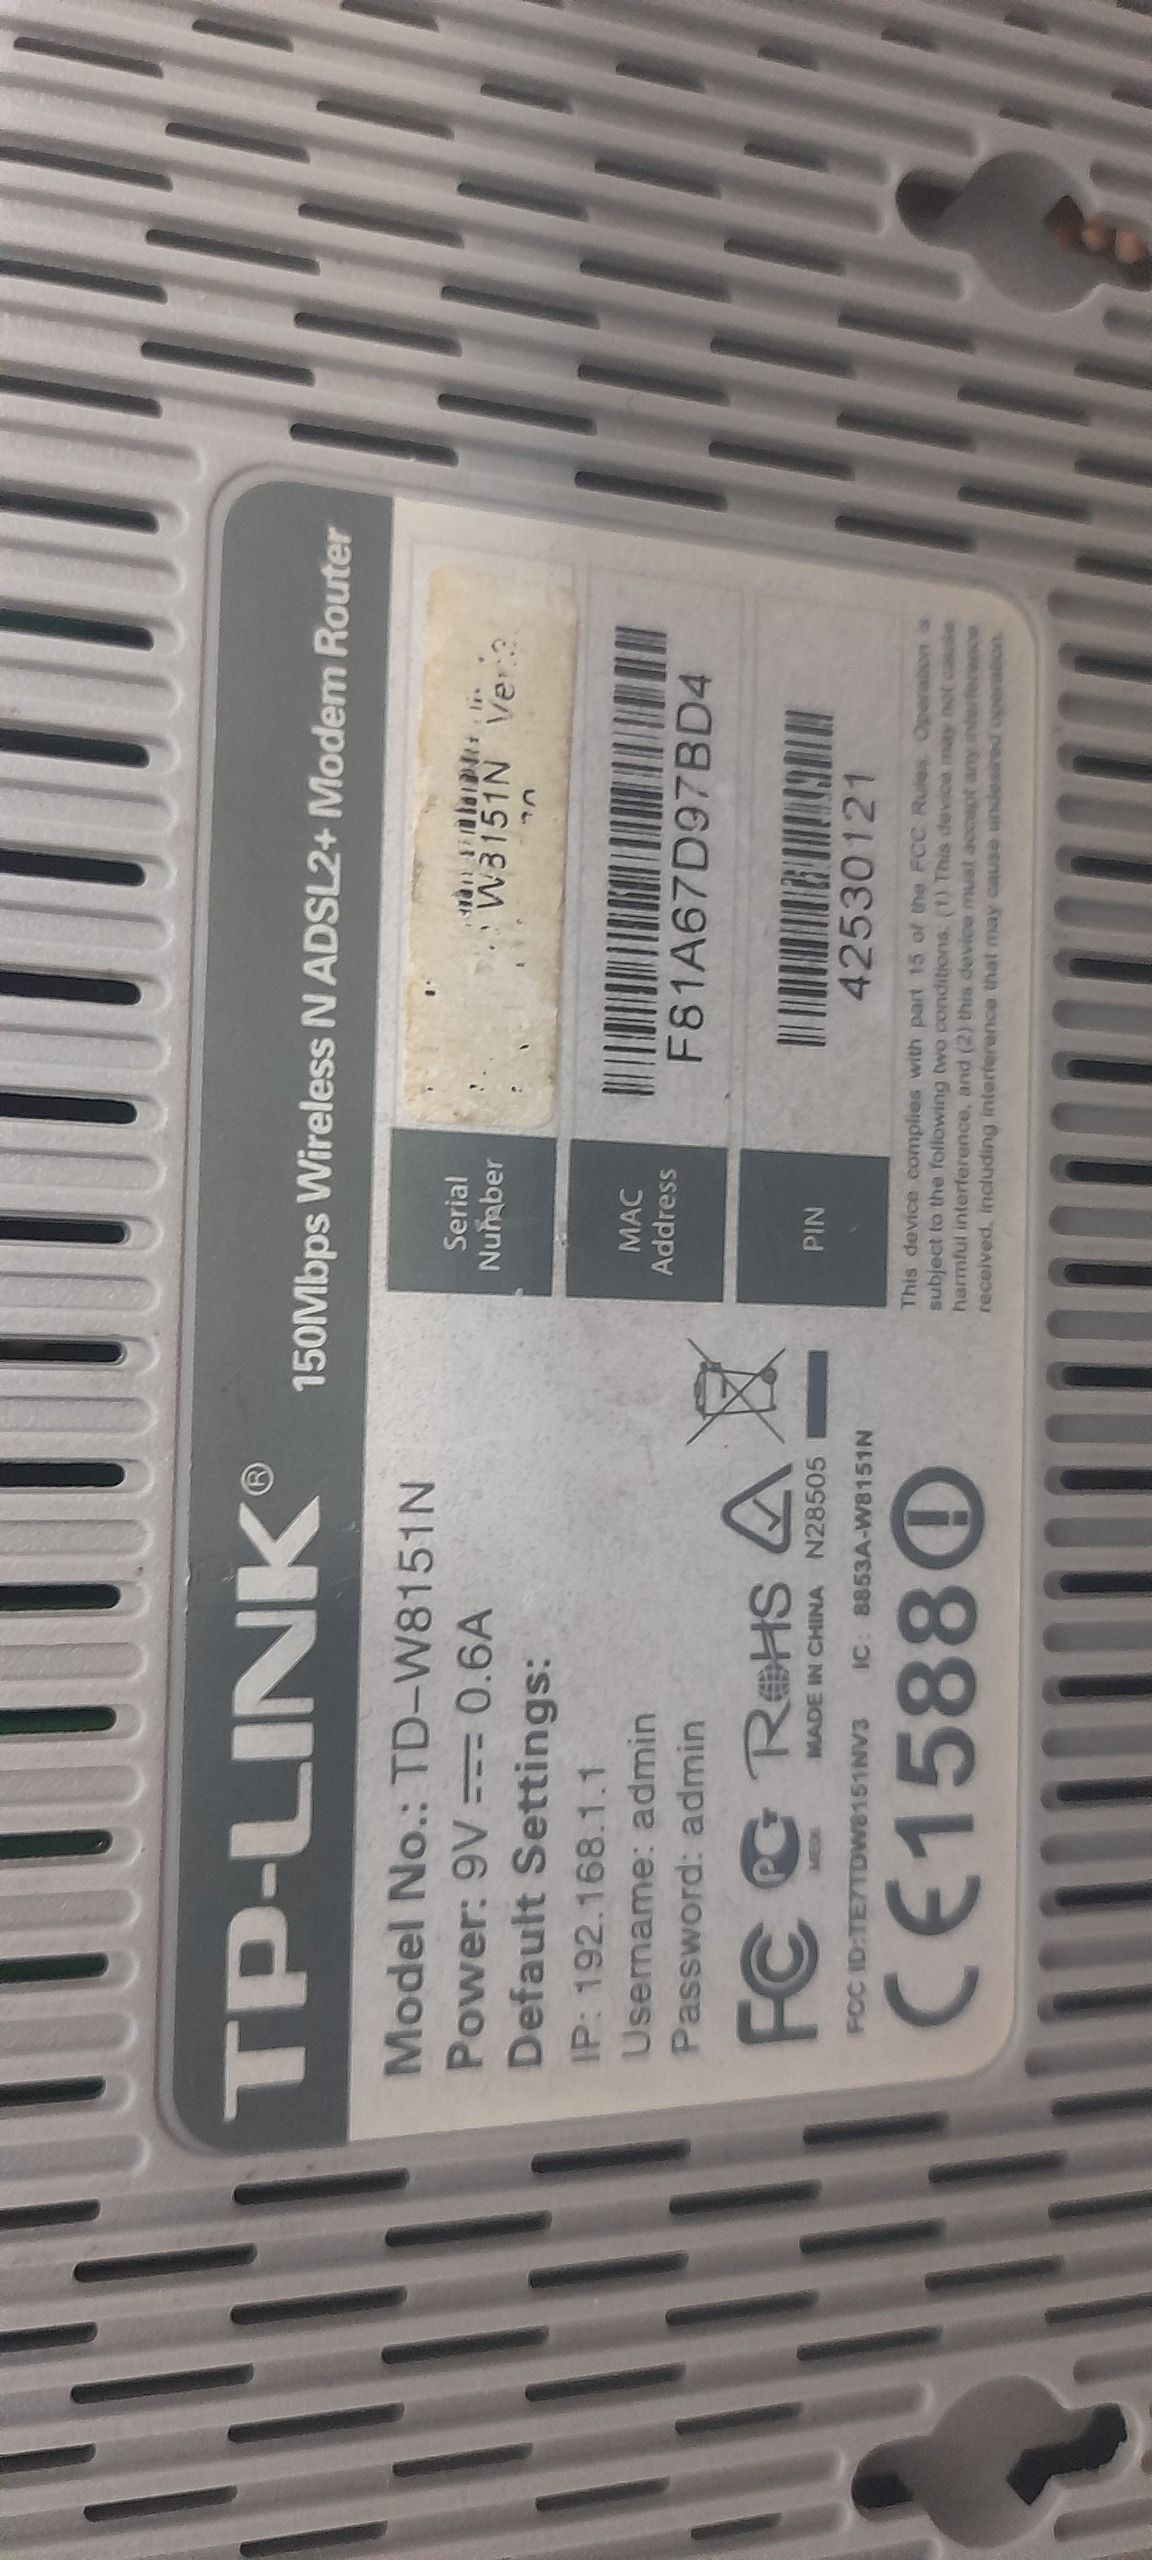 TP-LINK®
150Mbps Wireless N ADSL2+ Modem Router
Model No.: TD-W8151N
Power: 9V 0.6A
Default Settings:
IP: 192.168.1.1
Username: admin
Password: admin
FC PC RoHS
MADE IN CHINA N28505
FCC ID:TE7TDW8151NV3 IC: 8853A-W8151N
CE1588
Serial
Number
W8151N
MAC
Address
F81A67D97BD4
PIN
42530121
This device complies with part 15 of the FCC Rules. Operation is
subject to the following two conditions. (1) This device may not cause
harmful interference, and (2) this device must accept any interference
received, including interference that may cause undesired operation.